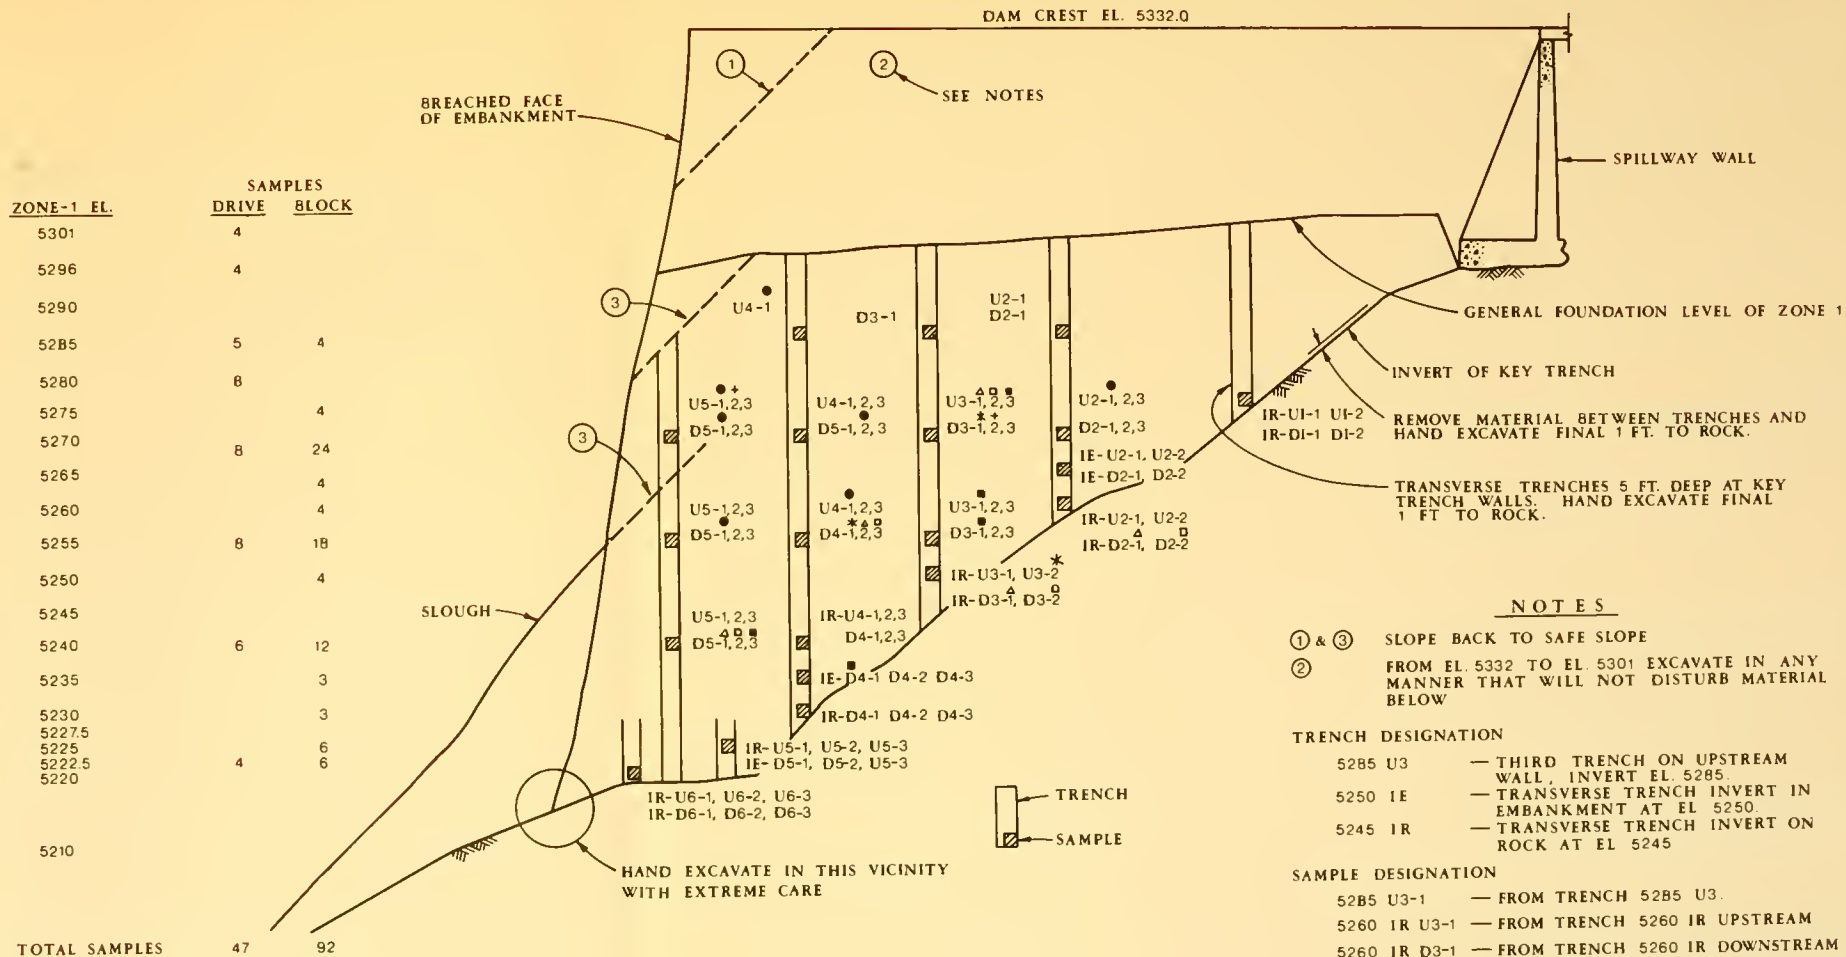 DAM CREST EL. 5332.0
1
2
SEE NOTES
BREACHED FACE
OF EMBANKMENT
SPILLWAY WALL
SAMPLES
ZONE-1 EL. DRIVE BLOCK
5301 4
5296 4
5290
5285 5 4
5280 8
5275 4
5270 8 24
5265 4
5260 4
5255 8 18
5250 4
5245
5240 6 12
5235 3
5230 3
5227.5
5225 6
5222.5 4 6
5220
5210
TOTAL SAMPLES 47 92
3
3
SLOUGH
U4-1
D3-1
U2-1
D2-1
U5-1,2,3
D5-1,2,3
U4-1,2,3
D5-1,2,3
U3-1,2,3
D3-1,2,3
U2-1,2,3
D2-1,2,3
IE-U2-1, U2-2
IE-D2-1, D2-2
U5-1,2,3
D5-1,2,3
U4-1,2,3
D4-1,2,3
U3-1,2,3
D3-1,2,3
IR-U2-1, U2-2
IR-D2-1, D2-2
IR-U3-1, U3-2
IR-D3-1, D3-2
U5-1,2,3
D5-1,2,3
IR-U4-1,2,3
D4-1,2,3
IE-D4-1 D4-2 D4-3
IR-D4-1 D4-2 D4-3
IR-U5-1, U5-2, U5-3
IE-D5-1, D5-2, U5-3
IR-U6-1, U6-2, U6-3
IR-D6-1, D6-2, D6-3
IR-U1-1 U1-2
IR-D1-1 D1-2
GENERAL FOUNDATION LEVEL OF ZONE 1
INVERT OF KEY TRENCH
REMOVE MATERIAL BETWEEN TRENCHES AND
HAND EXCAVATE FINAL 1 FT. TO ROCK.
TRANSVERSE TRENCHES 5 FT. DEEP AT KEY
TRENCH WALLS. HAND EXCAVATE FINAL
1 FT TO ROCK.
TRENCH
SAMPLE
HAND EXCAVATE IN THIS VICINITY
WITH EXTREME CARE
NOTES
1 & 3 SLOPE BACK TO SAFE SLOPE
2 FROM EL. 5332 TO EL. 5301 EXCAVATE IN ANY
MANNER THAT WILL NOT DISTURB MATERIAL
BELOW
TRENCH DESIGNATION
5285 U3 — THIRD TRENCH ON UPSTREAM
WALL, INVERT EL. 5285.
5250 IE — TRANSVERSE TRENCH INVERT IN
EMBANKMENT AT EL 5250.
5245 IR — TRANSVERSE TRENCH INVERT ON
ROCK AT EL 5245
SAMPLE DESIGNATION
5285 U3-1 — FROM TRENCH 5285 U3.
5260 IR U3-1 — FROM TRENCH 5260 IR UPSTREAM
5260 IR D3-1 — FROM TRENCH 5260 IR DOWNSTREAM